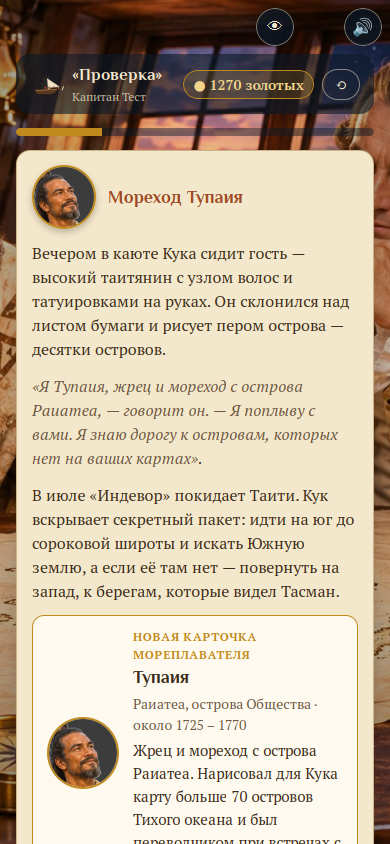 «Проверка»
Капитан Тест
1270 золотых
Мореход Тупаия
Вечером в каюте Кука сидит гость —
высокий таитянин с узлом волос и
татуировками на руках. Он склонился над
листом бумаги и рисует пером острова —
десятки островов.
«Я Тупаия, жрец и мореход с острова
Раиатеа, — говорит он. — Я поплыву с
вами. Я знаю дорогу к островам, которых
нет на ваших картах».
В июле «Индевор» покидает Таити. Кук
вскрывает секретный пакет: идти на юг до
сороковой широты и искать Южную
землю, а если её там нет — повернуть на
запад, к берегам, которые видел Тасман.
НОВАЯ КАРТОЧКА
МОРЕПЛАВАТЕЛЯ
Тупаия
Раиатеа, острова Общества ·
около 1725 – 1770
Жрец и мореход с острова
Раиатеа. Нарисовал для Кука
карту больше 70 островов
Тихого океана и был
переводчиком при встречах с